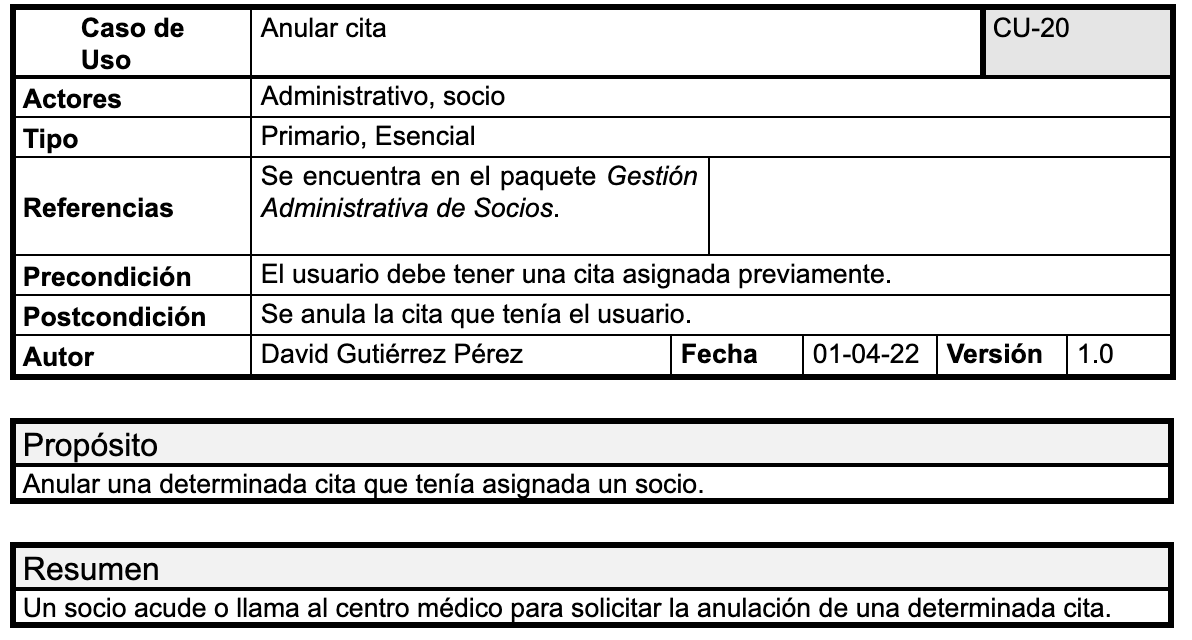 Caso de
Uso
Anular cita
CU-20
Actores
Administrativo, socio
Tipo
Primario, Esencial
Referencias
Se encuentra en el paquete Gestión
Administrativa de Socios.
Precondición
El usuario debe tener una cita asignada previamente.
Postcondición
Se anula la cita que tenía el usuario.
Autor
David Gutiérrez Pérez
Fecha
01-04-22
Versión
1.0
Propósito
Anular una determinada cita que tenía asignada un socio.
Resumen
Un socio acude o llama al centro médico para solicitar la anulación de una determinada cita.